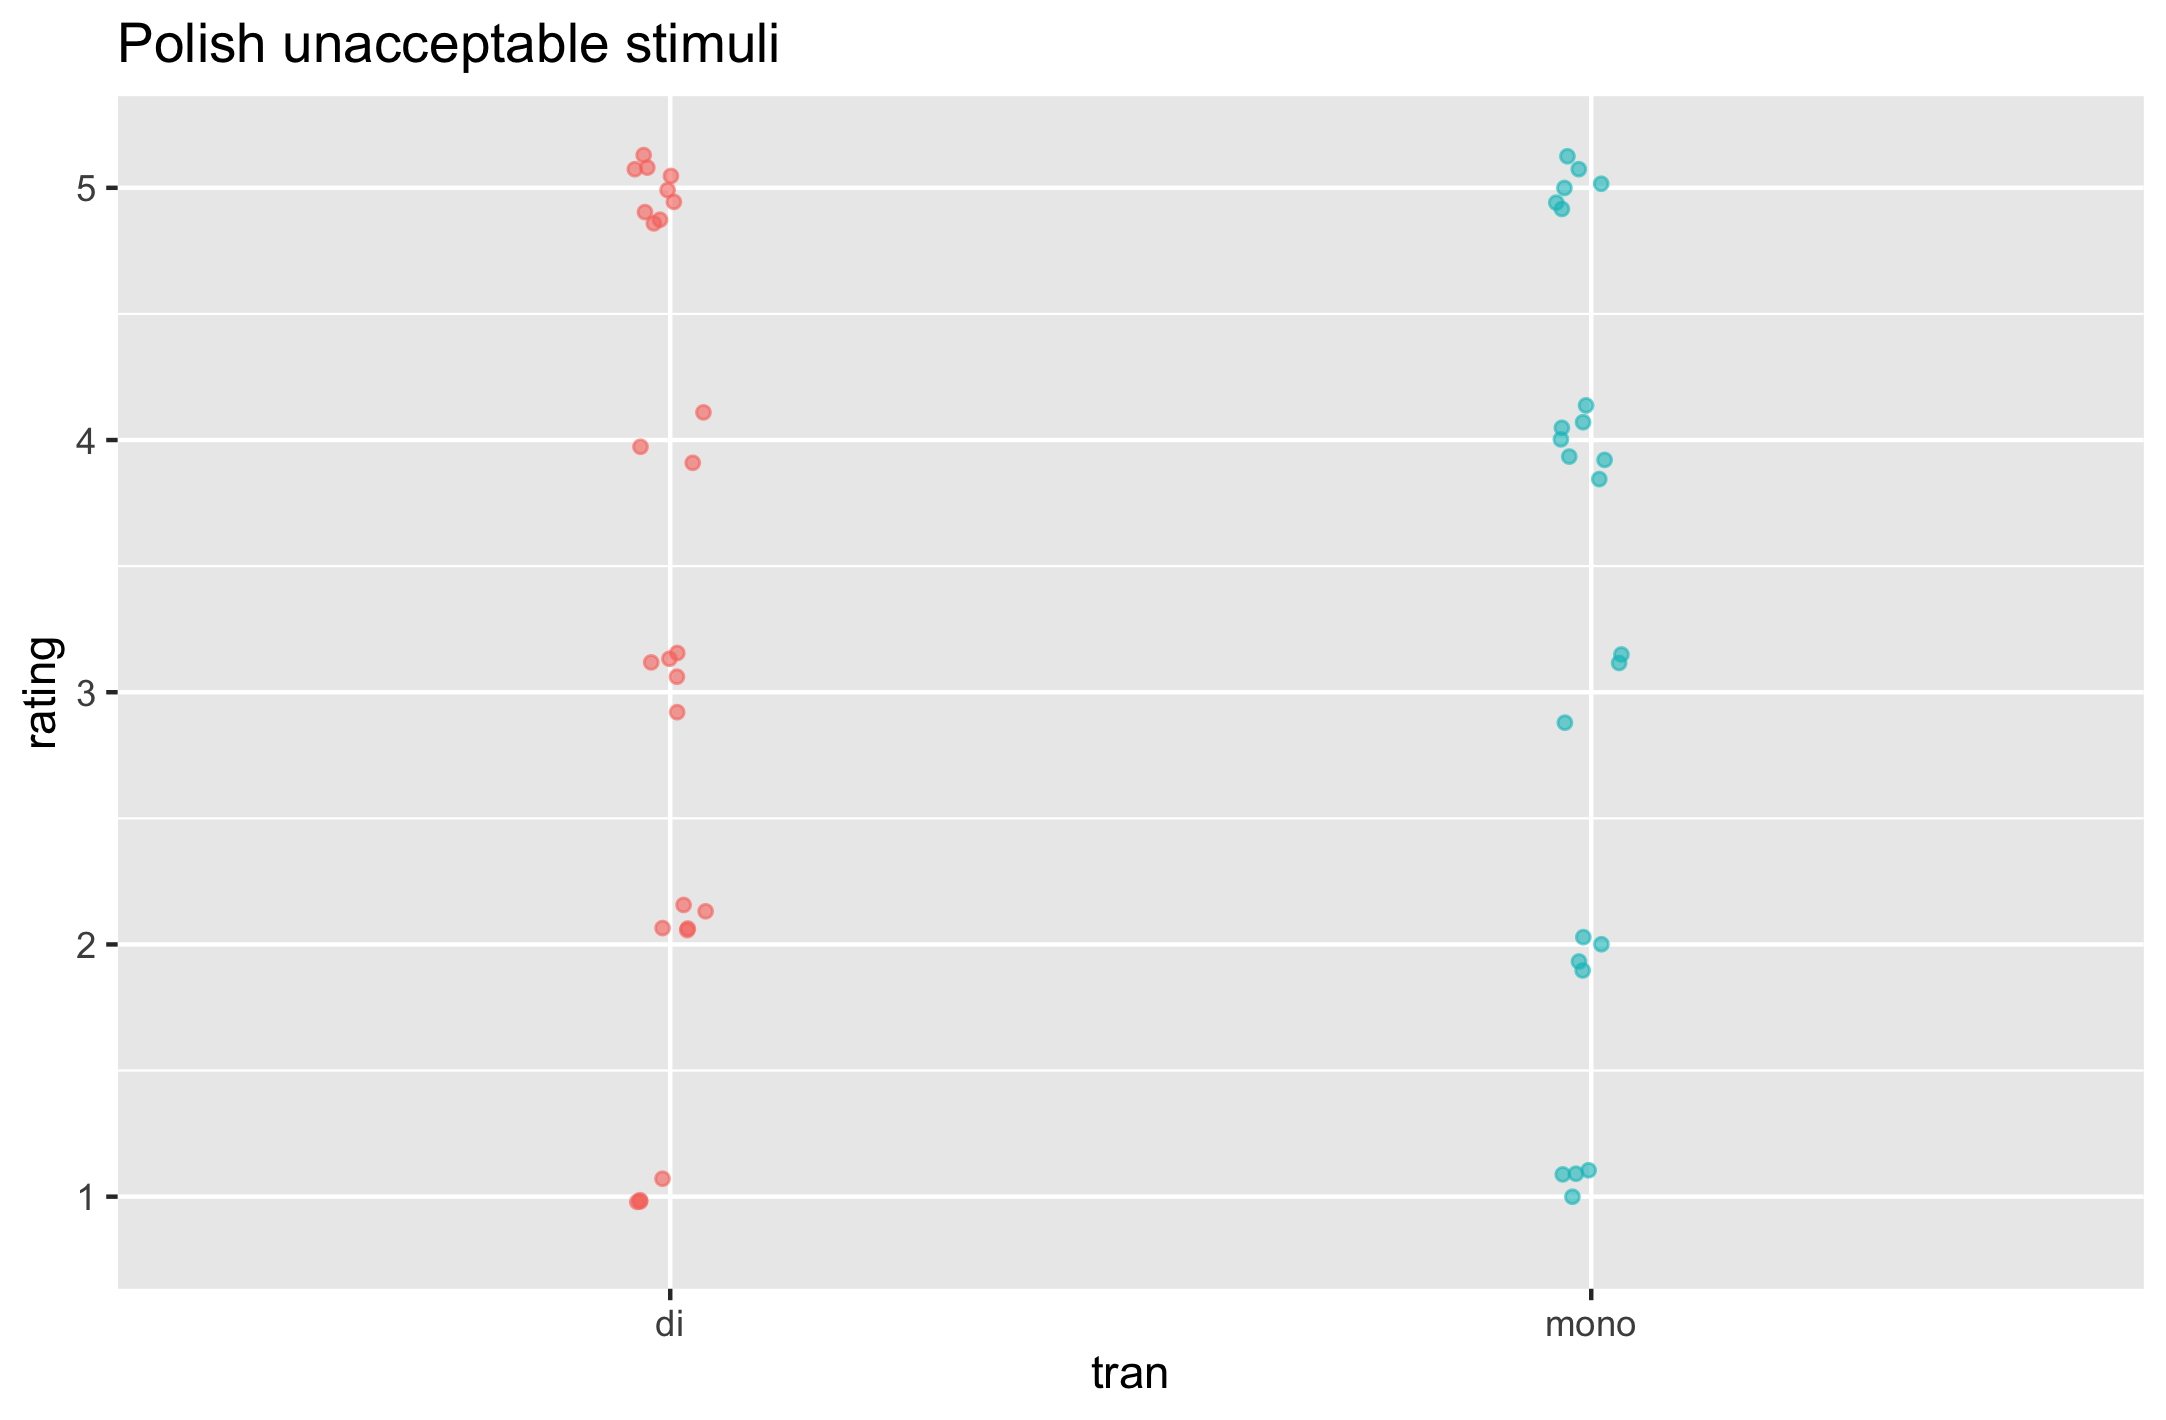 Polish unacceptable stimuli
5
4
3
2
1
rating
di
mono
tran